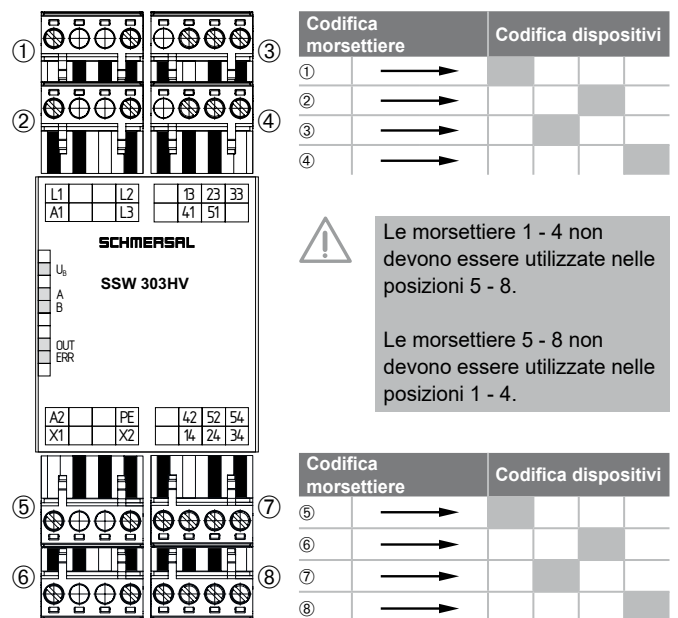 ①
②
③
④
L1 L2 13 23 33
A1 L3 41 51
SCHMERSAL
SSW 303HV
UB
A
B
OUT
ERR
A2 PE 42 52 54
X1 X2 14 24 34
⑤
⑥
⑦
⑧
Codifica
morsettiere
Codifica dispositivi
①
②
③
④
Le morsettiere 1 - 4 non
devono essere utilizzate nelle
posizioni 5 - 8.
Le morsettiere 5 - 8 non
devono essere utilizzate nelle
posizioni 1 - 4.
Codifica
morsettiere
Codifica dispositivi
⑤
⑥
⑦
⑧